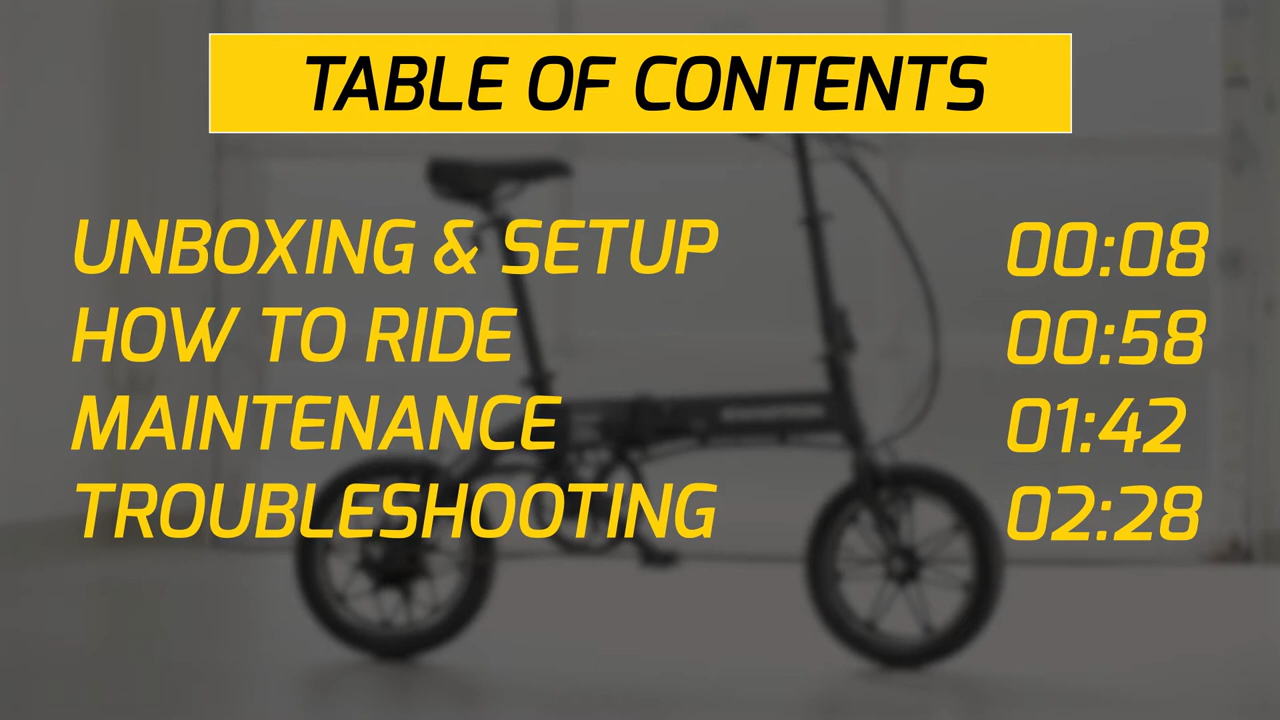 TABLE OF CONTENTS
UNBOXING & SETUP 00:08
HOW TO RIDE 00:58
MAINTENANCE 01:42
TROUBLESHOOTING 02:28